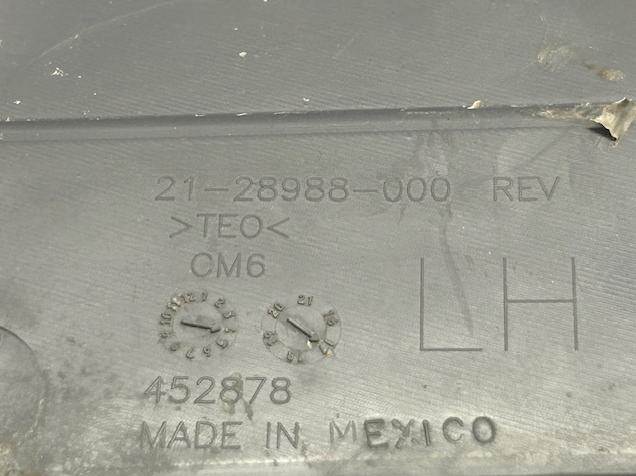 21-28988-000 REV
>TEO<
CM6
LH
452878
MADE IN MEXICO